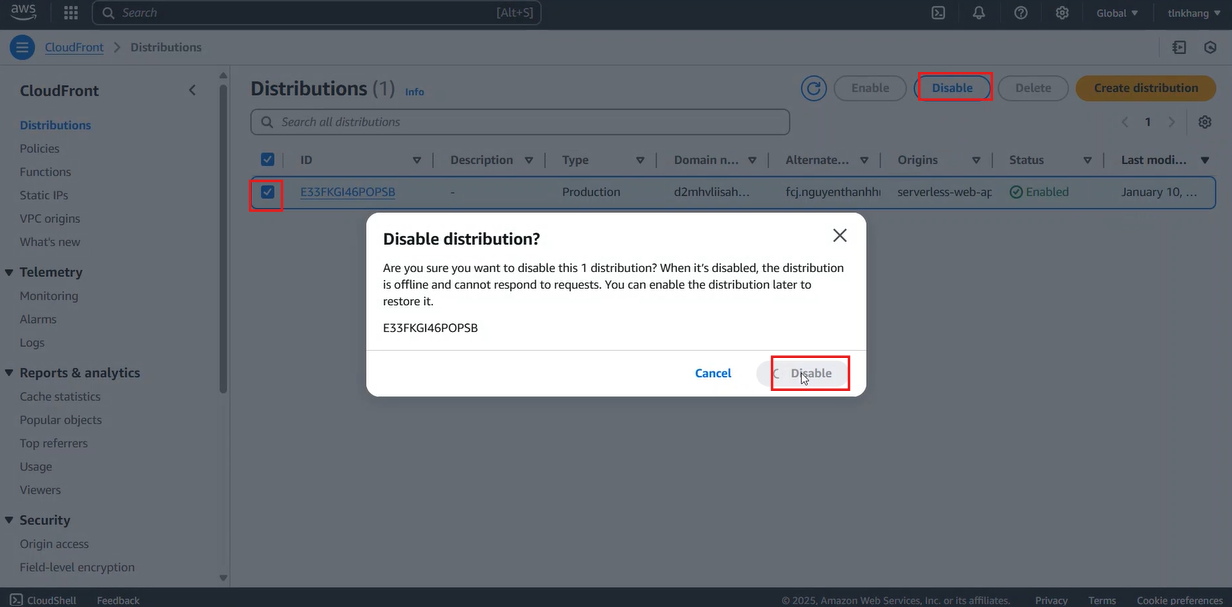 aws
Search [Alt+S]
Global
tlnkhang
CloudFront
Distributions
CloudFront
Distributions
Policies
Functions
Static IPs
VPC origins
What's new
Telemetry
Monitoring
Alarms
Logs
Reports & analytics
Cache statistics
Popular objects
Top referrers
Usage
Viewers
Security
Origin access
Field-level encryption
Distributions (1) Info
Enable
Disable
Delete
Create distribution
Search all distributions
1
ID Description Type Domain n... Alternate... Origins Status Last modi...
E33FKGI46POPSB - Production d2mhvliisah... fcj.nguyenthanhh serverless-web-ap Enabled January 10, ...
Disable distribution?
Are you sure you want to disable this 1 distribution? When it's disabled, the distribution
is offline and cannot respond to requests. You can enable the distribution later to
restore it.
E33FKGI46POPSB
Cancel
Disable
CloudShell Feedback © 2025, Amazon Web Services, Inc. or its affiliates. Privacy Terms Cookie preferences